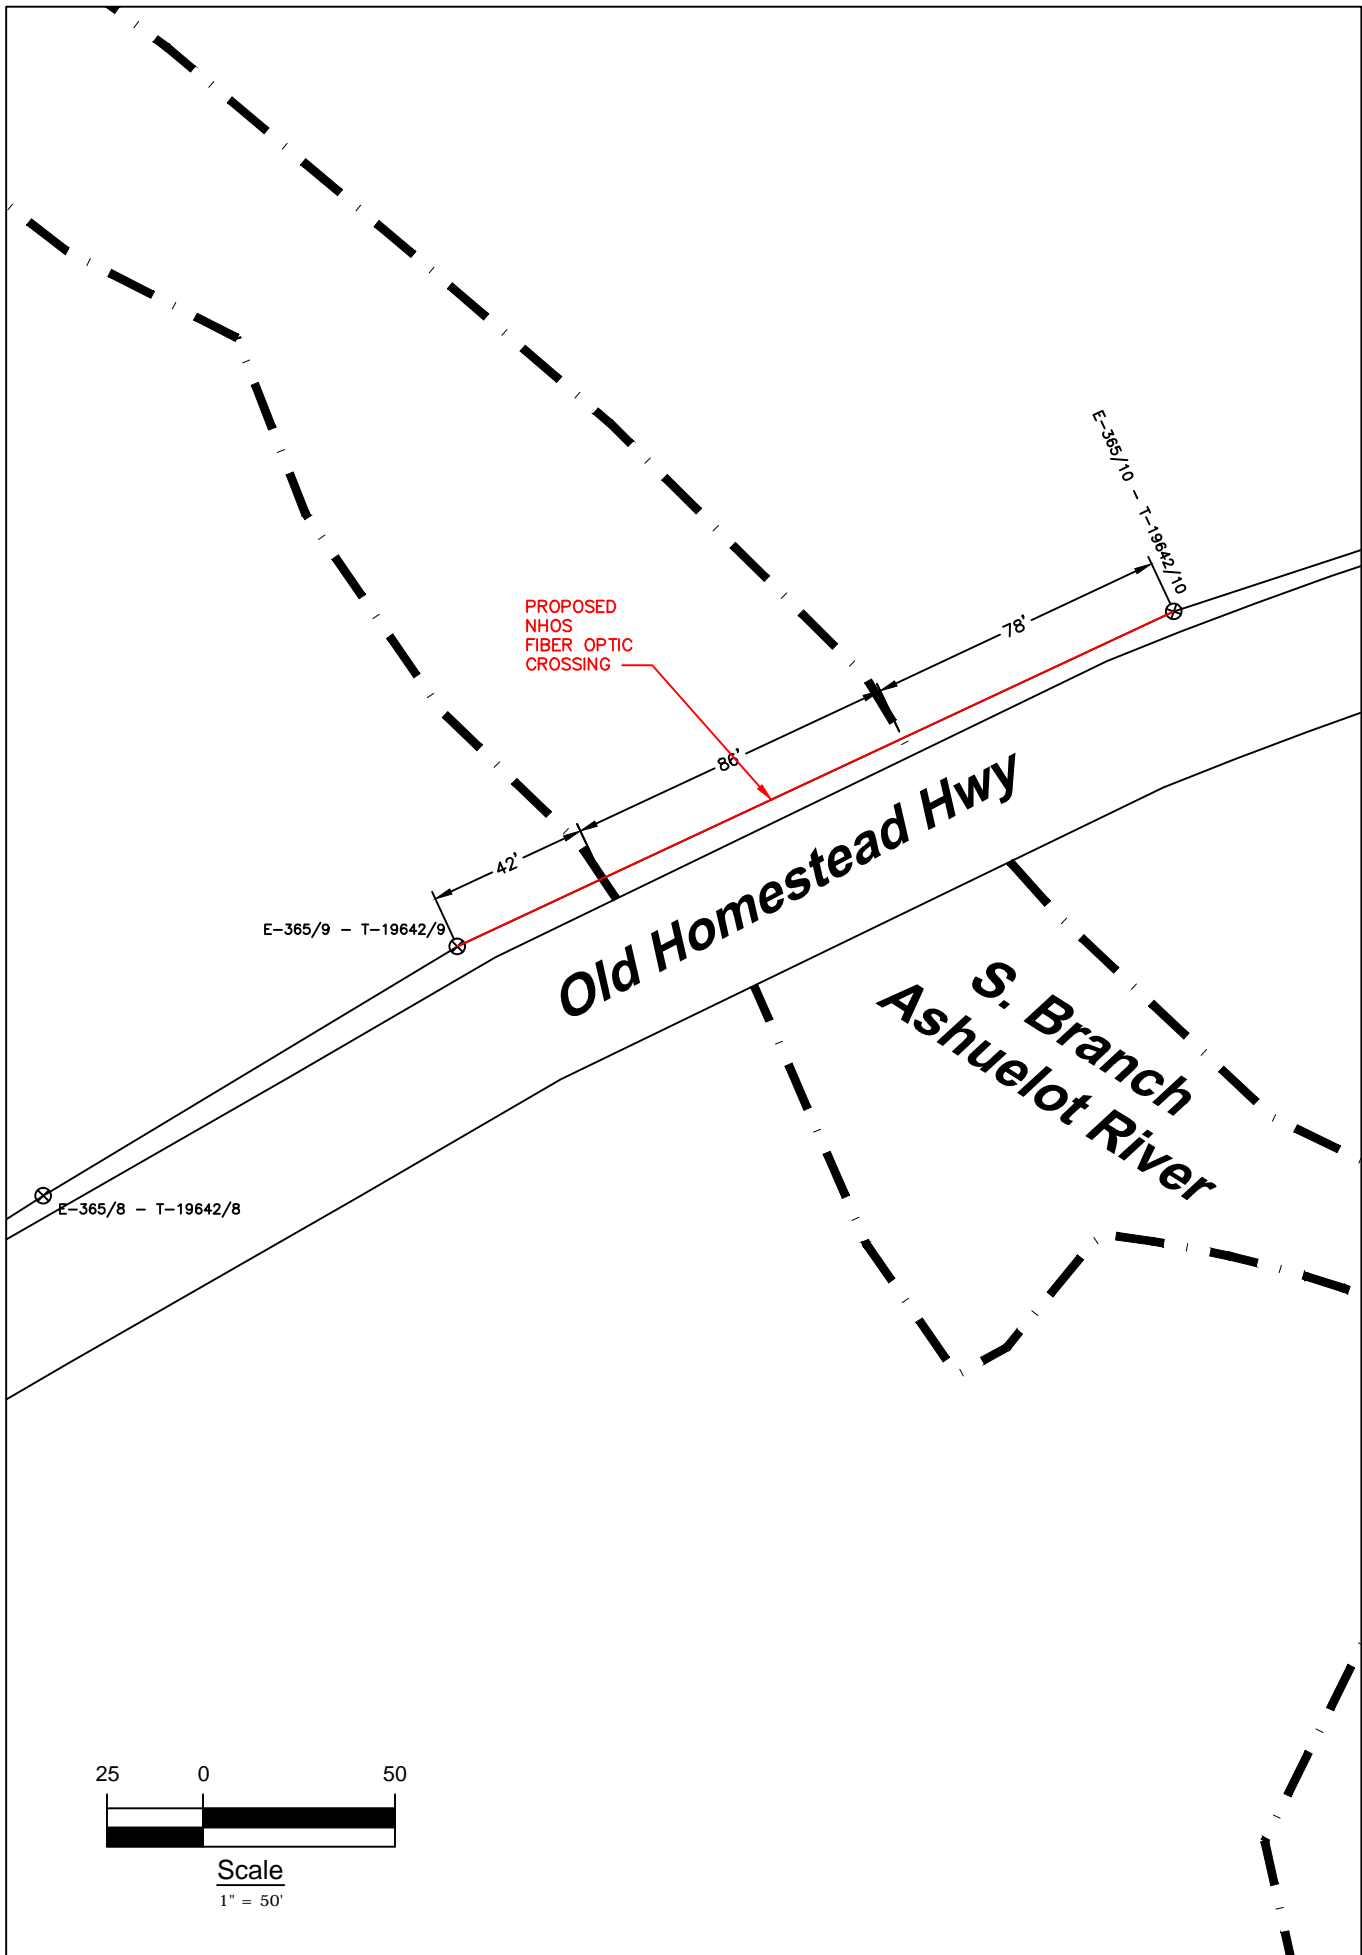 E-365/10 - T-19642/10
PROPOSED
NHOS
FIBER OPTIC
CROSSING
78'
86'
42'
E-365/9 - T-19642/9
Old Homestead Hwy
S. Branch
Ashuelot River
E-365/8 - T-19642/8
25 0 50
Scale
1" = 50'